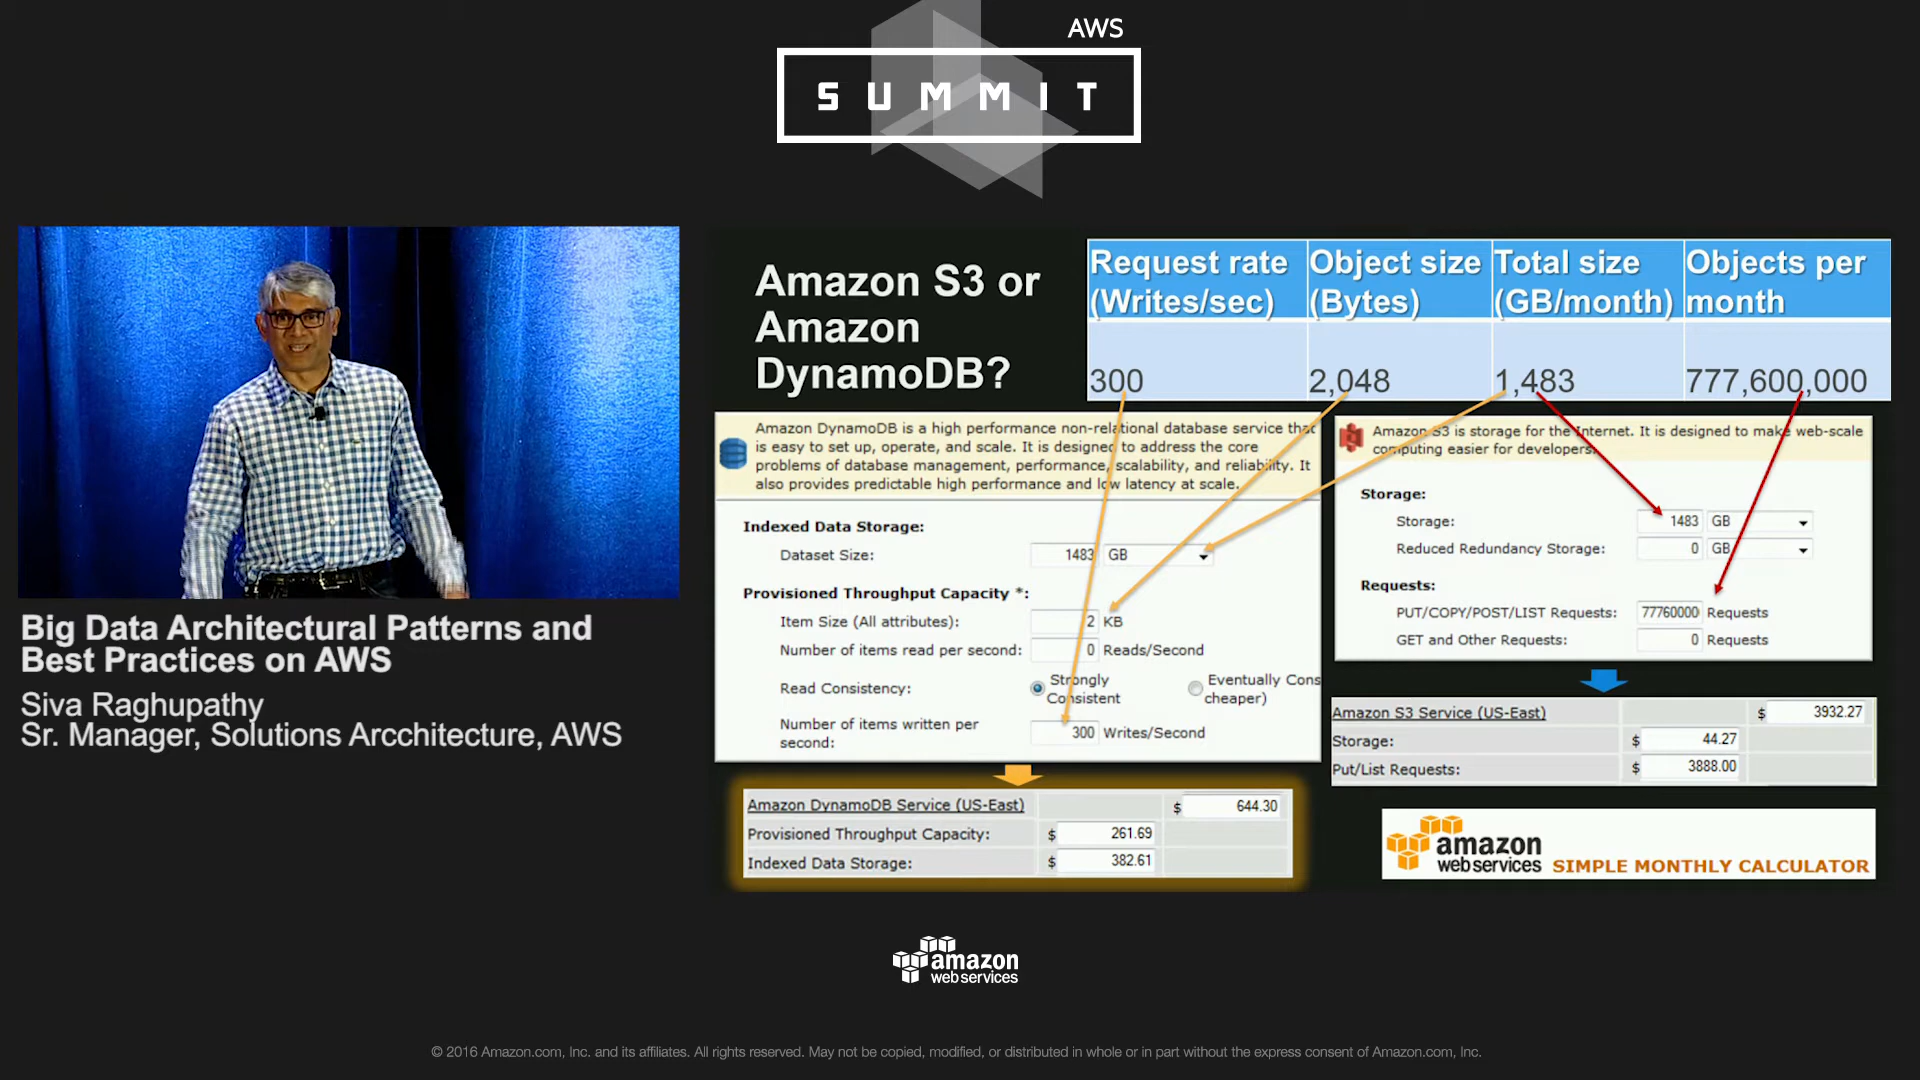 AWS
SUMMIT
Amazon S3 or
Amazon
DynamoDB?
Request rate
(Writes/sec)
Object size
(Bytes)
Total size
(GB/month)
Objects per
month
300
2,048
1,483
777,600,000
Amazon DynamoDB is a high performance non-relational database service that
is easy to set up, operate, and scale. It is designed to address the core
problems of database management, performance, scalability, and reliability. It
also provides predictable high performance and low latency at scale.
Indexed Data Storage:
Dataset Size: 1483 GB
Provisioned Throughput Capacity *:
Item Size (All attributes): 2 KB
Number of items read per second: 0 Reads/Second
Read Consistency: Strongly
Consistent
Eventually Cons
cheaper)
Number of items written per
second:
300 Writes/Second
Amazon DynamoDB Service (US-East) $ 644.30
Provisioned Throughput Capacity: $ 261.69
Indexed Data Storage: $ 382.61
Amazon S3 is storage for the Internet. It is designed to make web-scale
computing easier for developers.
Storage:
Storage: 1483 GB
Reduced Redundancy Storage: 0 GB
Requests:
PUT/COPY/POST/LIST Requests: 77760000 Requests
GET and Other Requests: 0 Requests
Amazon S3 Service (US-East) $ 3932.27
Storage: $ 44.27
Put/List Requests: $ 3888.00
amazon
webservices SIMPLE MONTHLY CALCULATOR
Big Data Architectural Patterns and
Best Practices on AWS
Siva Raghupathy
Sr. Manager, Solutions Arcchitecture, AWS
amazon
webservices
© 2016 Amazon.com, Inc. and its affiliates. All rights reserved. May not be copied, modified, or distributed in whole or in part without the express consent of Amazon.com, Inc.